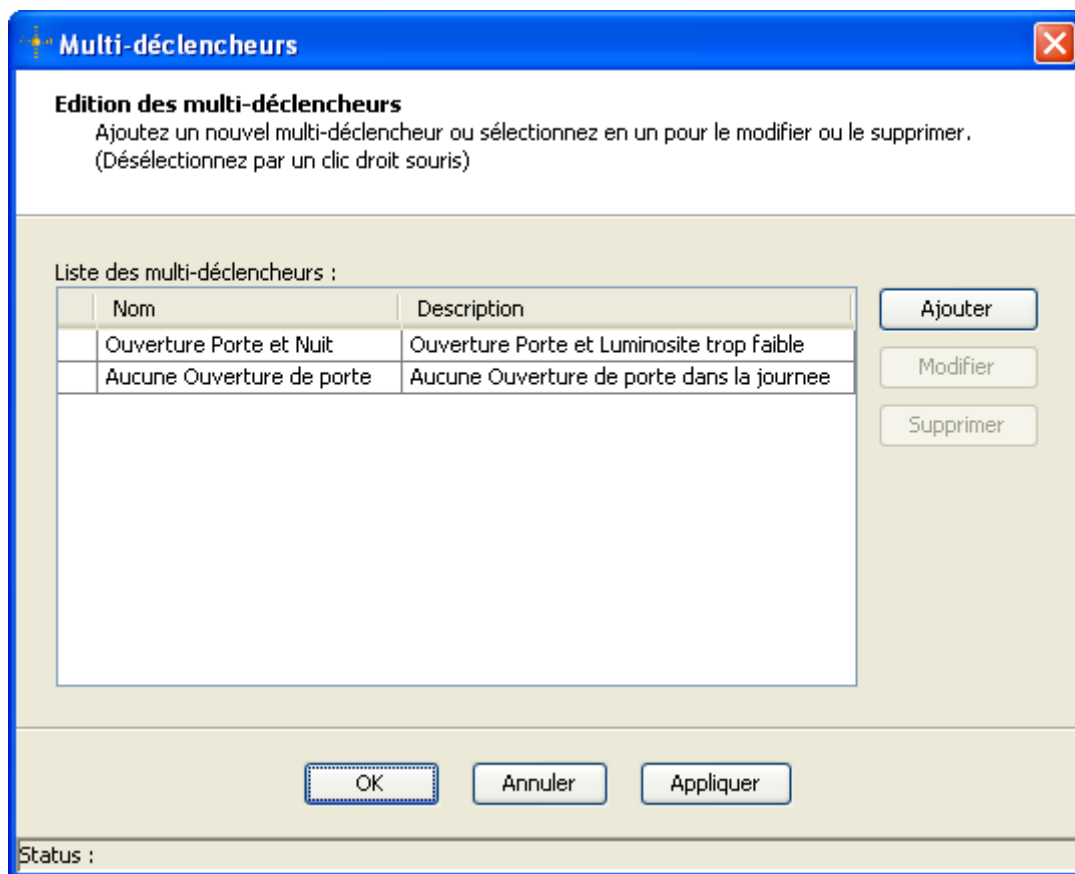 Multi-déclencheurs
Edition des multi-déclencheurs
Ajoutez un nouvel multi-déclencheur ou sélectionnez en un pour le modifier ou le supprimer.
(Désélectionnez par un clic droit souris)
Liste des multi-déclencheurs :
Nom Description
Ouverture Porte et Nuit Ouverture Porte et Luminosite trop faible
Aucune Ouverture de porte Aucune Ouverture de porte dans la journee
Ajouter
Modifier
Supprimer
OK Annuler Appliquer
Status :